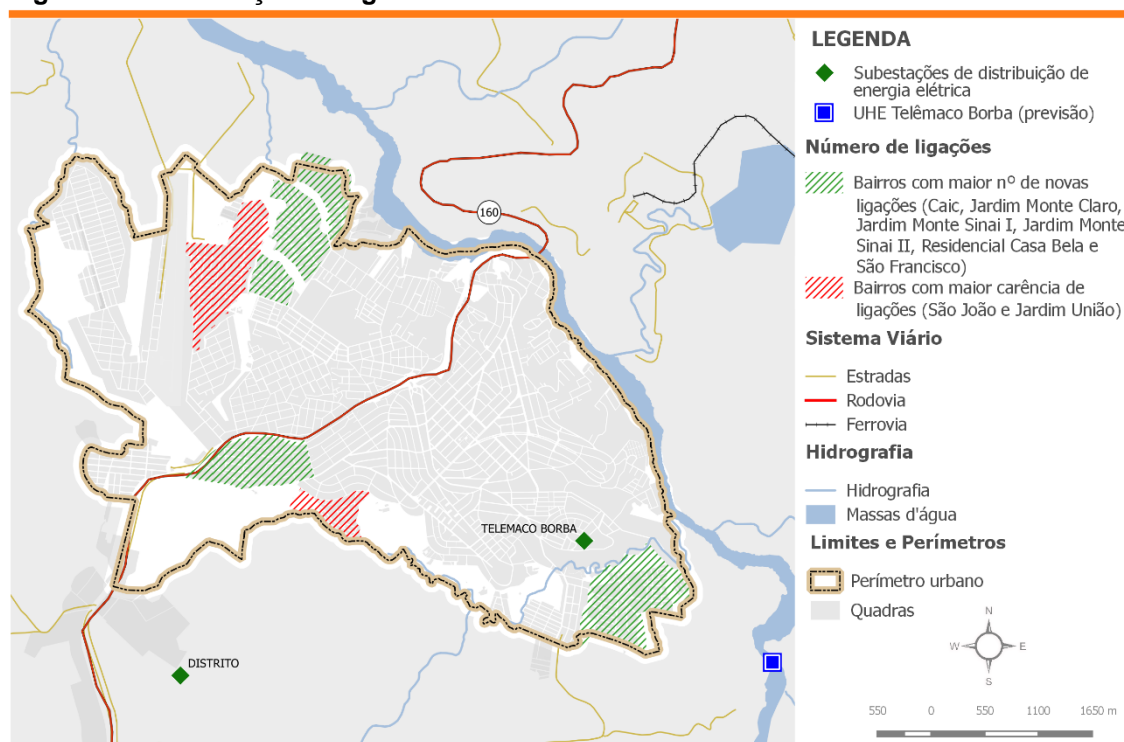 LEGENDA
Subestações de distribuição de
energia elétrica
UHE Telêmaco Borba (previsão)
Número de ligações
Bairros com maior nº de novas
ligações (Caic, Jardim Monte Claro,
Jardim Monte Sinai I, Jardim Monte
Sinai II, Residencial Casa Bela e
São Francisco)
Bairros com maior carência de
ligações (São João e Jardim União)
Sistema Viário
Estradas
Rodovia
Ferrovia
Hidrografia
Hidrografia
Massas d'água
Limites e Perímetros
Perímetro urbano
Quadras
N
W E
S
550 0 550 1100 1650 m
160
TELEMACO BORBA
DISTRITO